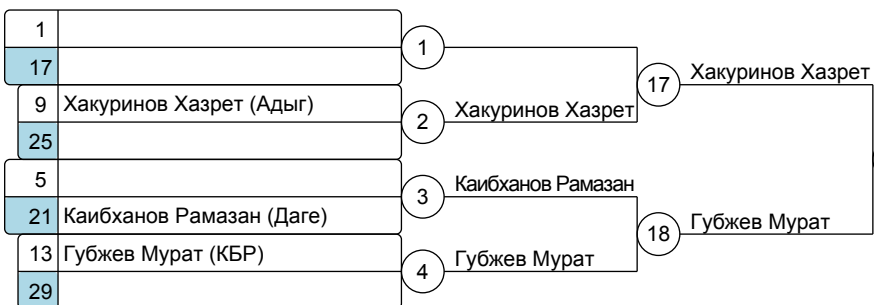 1
17
9 Хакуринов Хазрет (Адыг)
25
5
21 Каибханов Рамазан (Даге)
13 Губжев Мурат (КБР)
29
1
2 Хакуринов Хазрет
3 Каибханов Рамазан
4 Губжев Мурат
17 Хакуринов Хазрет
18 Губжев Мурат